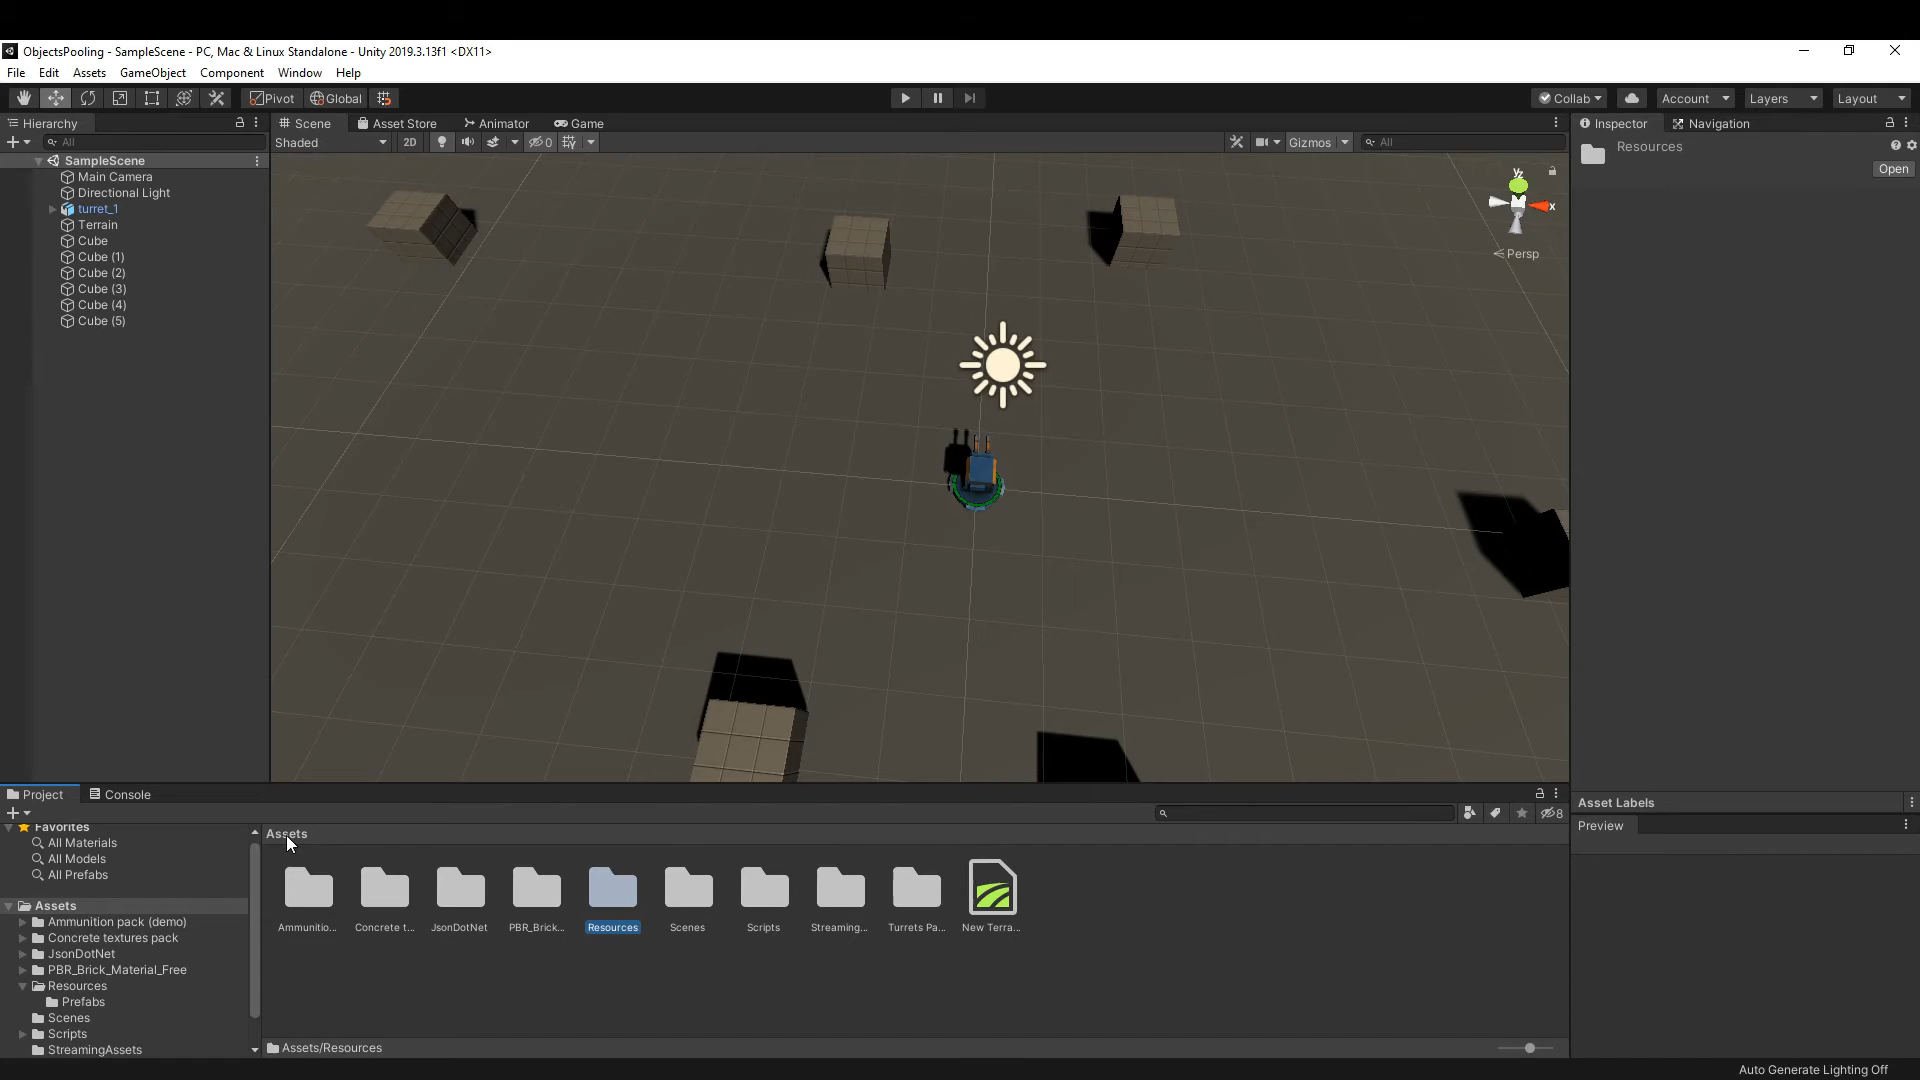 ObjectsPooling - SampleScene - PC, Mac & Linux Standalone - Unity 2019.3.13f1 <DX11>
File Edit Assets GameObject Component Window Help
Pivot Global Collab Account Layers Layout
Hierarchy
All
SampleScene
Main Camera
Directional Light
turret_1
Terrain
Cube
Cube (1)
Cube (2)
Cube (3)
Cube (4)
Cube (5)
Scene Asset Store Animator Game
Shaded 2D 0 Gizmos All
y z
x
Persp
Inspector Navigation
Resources
Open
Asset Labels
Preview
Project Console
8
Favorites
All Materials
All Models
All Prefabs
Assets
Ammunition pack (demo)
Concrete textures pack
JsonDotNet
PBR_Brick_Material_Free
Resources
Prefabs
Scenes
Scripts
StreamingAssets
Assets
Ammunitio... Concrete t... JsonDotNet PBR_Brick... Resources Scenes Scripts Streaming... Turrets Pa... New Terra...
Assets/Resources
Auto Generate Lighting Off